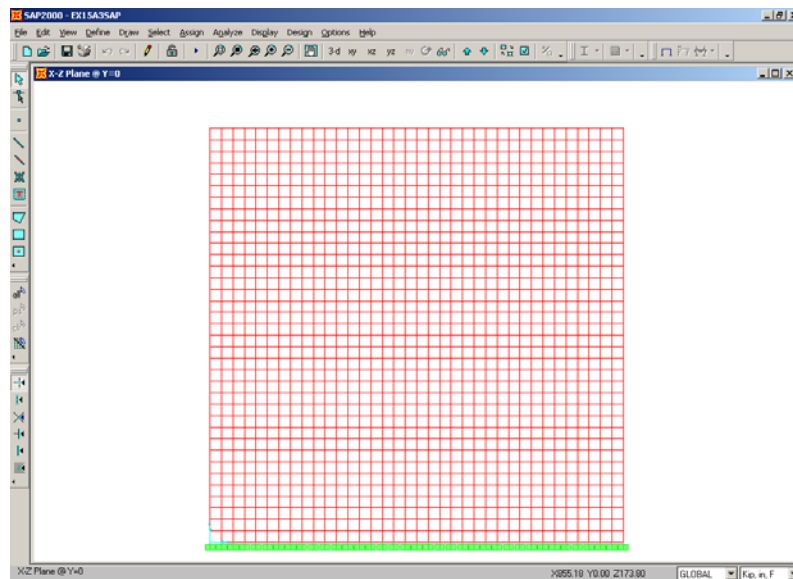 SAP2000 - EX15A3SAP
File Edit View Define Draw Select Assign Analyze Display Design Options Help
3-d xy xz yz nv
X-Z Plane @ Y=0
X-Z Plane @ Y=0
X855.18 Y0.00 Z173.80
GLOBAL
Kip, in, F